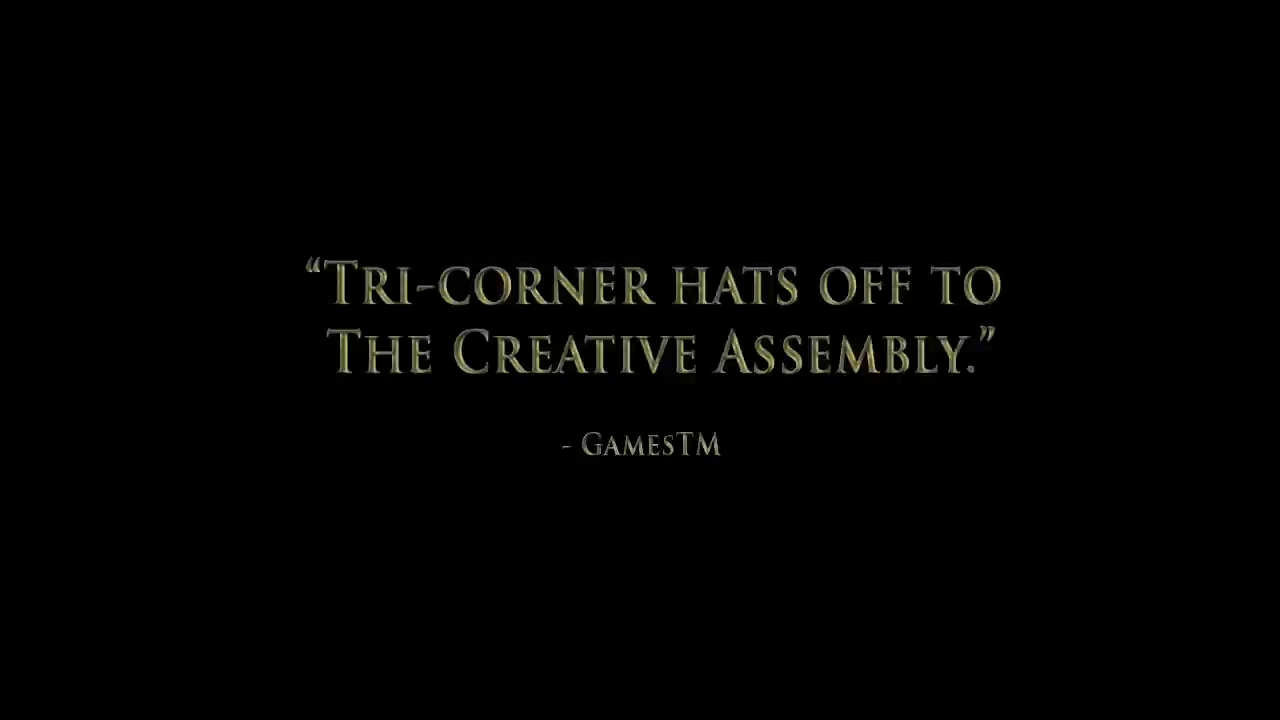 “Tri-corner hats off to
The Creative Assembly.”
- GamesTM